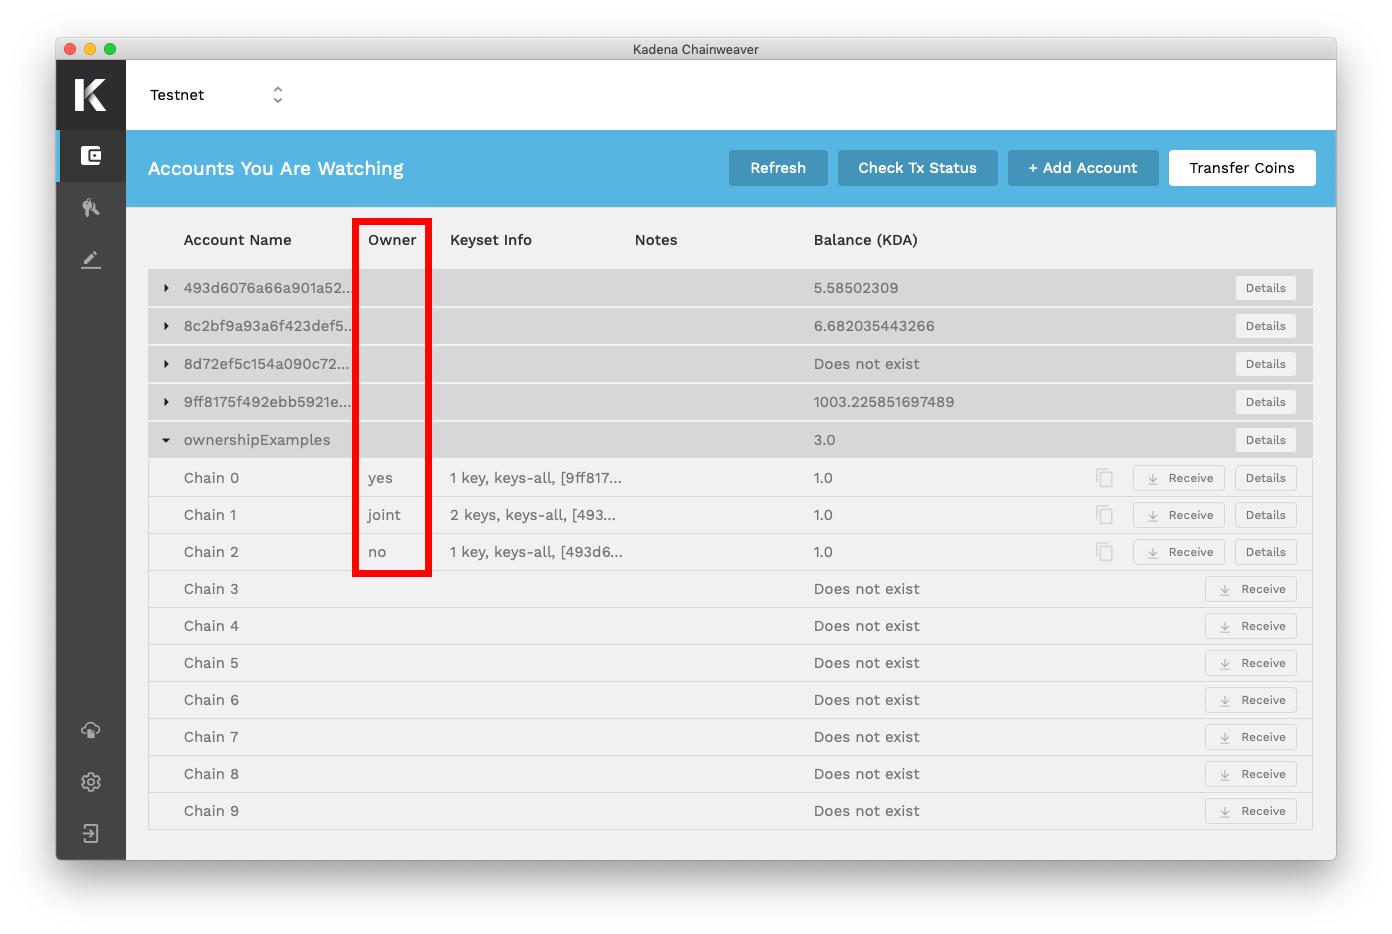 Kadena Chainweaver
K
Testnet
Accounts You Are Watching
Refresh
Check Tx Status
+ Add Account
Transfer Coins
Account Name Owner Keyset Info Notes Balance (KDA)
493d6076a66a901a52... 5.58502309 Details
8c2bf9a93a6f423def5... 6.682035443266 Details
8d72ef5c154a090c72... Does not exist Details
9ff8175f492ebb5921e... 1003.225851697489 Details
ownershipExamples 3.0 Details
Chain 0 yes 1 key, keys-all, [9ff817... 1.0 Receive Details
Chain 1 joint 2 keys, keys-all, [493... 1.0 Receive Details
Chain 2 no 1 key, keys-all, [493d6... 1.0 Receive Details
Chain 3 Does not exist Receive
Chain 4 Does not exist Receive
Chain 5 Does not exist Receive
Chain 6 Does not exist Receive
Chain 7 Does not exist Receive
Chain 8 Does not exist Receive
Chain 9 Does not exist Receive